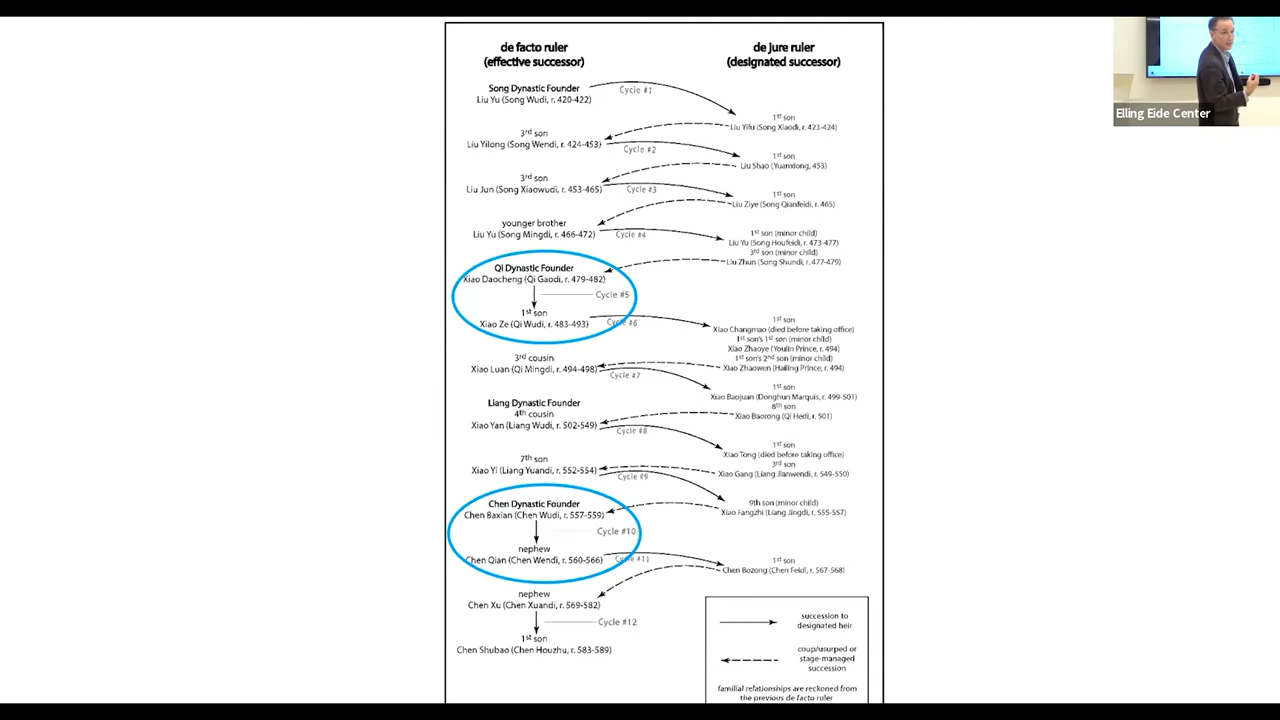 de facto ruler
(effective successor)
de jure ruler
(designated successor)
Song Dynastic Founder
Liu Yu (Song Wudi, r. 420-422)
Cycle #1
1st son
Liu Yifu (Song Xiaodi, r. 423-424)
3rd son
Liu Yilong (Song Wendi, r. 424-453)
Cycle #2
1st son
Liu Shao (Yuanxiong, 453)
3rd son
Liu Jun (Song Xiaowudi, r. 453-465)
Cycle #3
1st son
Liu Ziye (Song Qianfeidi, r. 465)
younger brother
Liu Yu (Song Mingdi, r. 466-472)
Cycle #4
1st son (minor child)
Liu Yu (Song Houfeidi, r. 473-477)
3rd son (minor child)
Liu Zhun (Song Shundi, r. 477-479)
Qi Dynastic Founder
Xiao Daocheng (Qi Gaodi, r. 479-482)
Cycle #5
1st son
Xiao Ze (Qi Wudi, r. 483-493)
Cycle #6
1st son
Xiao Changmao (died before taking office)
1st son's 1st son (minor child)
Xiao Zhaoye (Youlin Prince, r. 494)
1st son's 2nd son (minor child)
Xiao Zhaowen (Hailing Prince, r. 494)
3rd cousin
Xiao Luan (Qi Mingdi, r. 494-498)
Cycle #7
1st son
Xiao Baojuan (Donghun Marquis, r. 499-501)
8th son
Xiao Baorong (Qi Hedi, r. 501)
Liang Dynastic Founder
4th cousin
Xiao Yan (Liang Wudi, r. 502-549)
Cycle #8
1st son
Xiao Tong (died before taking office)
3rd son
Xiao Gang (Liang Jianwendi, r. 549-550)
7th son
Xiao Yi (Liang Yuandi, r. 552-554)
Cycle #9
9th son (minor child)
Xiao Fangzhi (Liang Jingdi, r. 555-557)
Chen Dynastic Founder
Chen Baxian (Chen Wudi, r. 557-559)
Cycle #10
nephew
Chen Qian (Chen Wendi, r. 560-566)
Cycle #11
1st son
Chen Bozong (Chen Feidi, r. 567-568)
nephew
Chen Xu (Chen Xuandi, r. 569-582)
Cycle #12
1st son
Chen Shubao (Chen Houzhu, r. 583-589)
succession to
designated heir
coup/usurped or
stage-managed
succession
familial relationships are reckoned from
the previous de facto ruler
Elling Eide Center